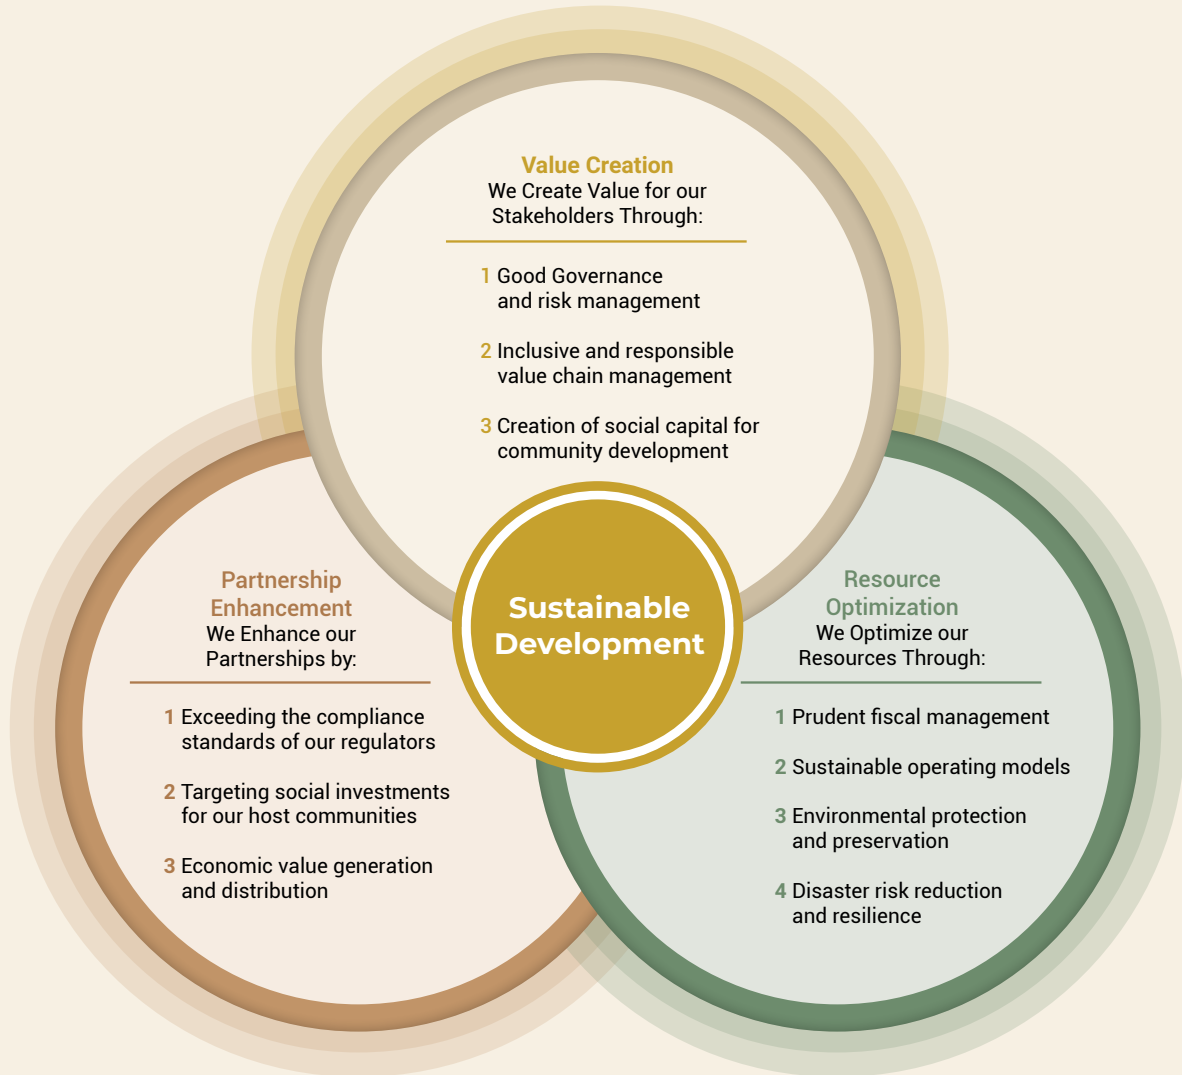 Value Creation
We Create Value for our
Stakeholders Through:
1 Good Governance
and risk management
2 Inclusive and responsible
value chain management
3 Creation of social capital for
community development
Sustainable
Development
Partnership
Enhancement
We Enhance our
Partnerships by:
1 Exceeding the compliance
standards of our regulators
2 Targeting social investments
for our host communities
3 Economic value generation
and distribution
Resource
Optimization
We Optimize our
Resources Through:
1 Prudent fiscal management
2 Sustainable operating models
3 Environmental protection
and preservation
4 Disaster risk reduction
and resilience